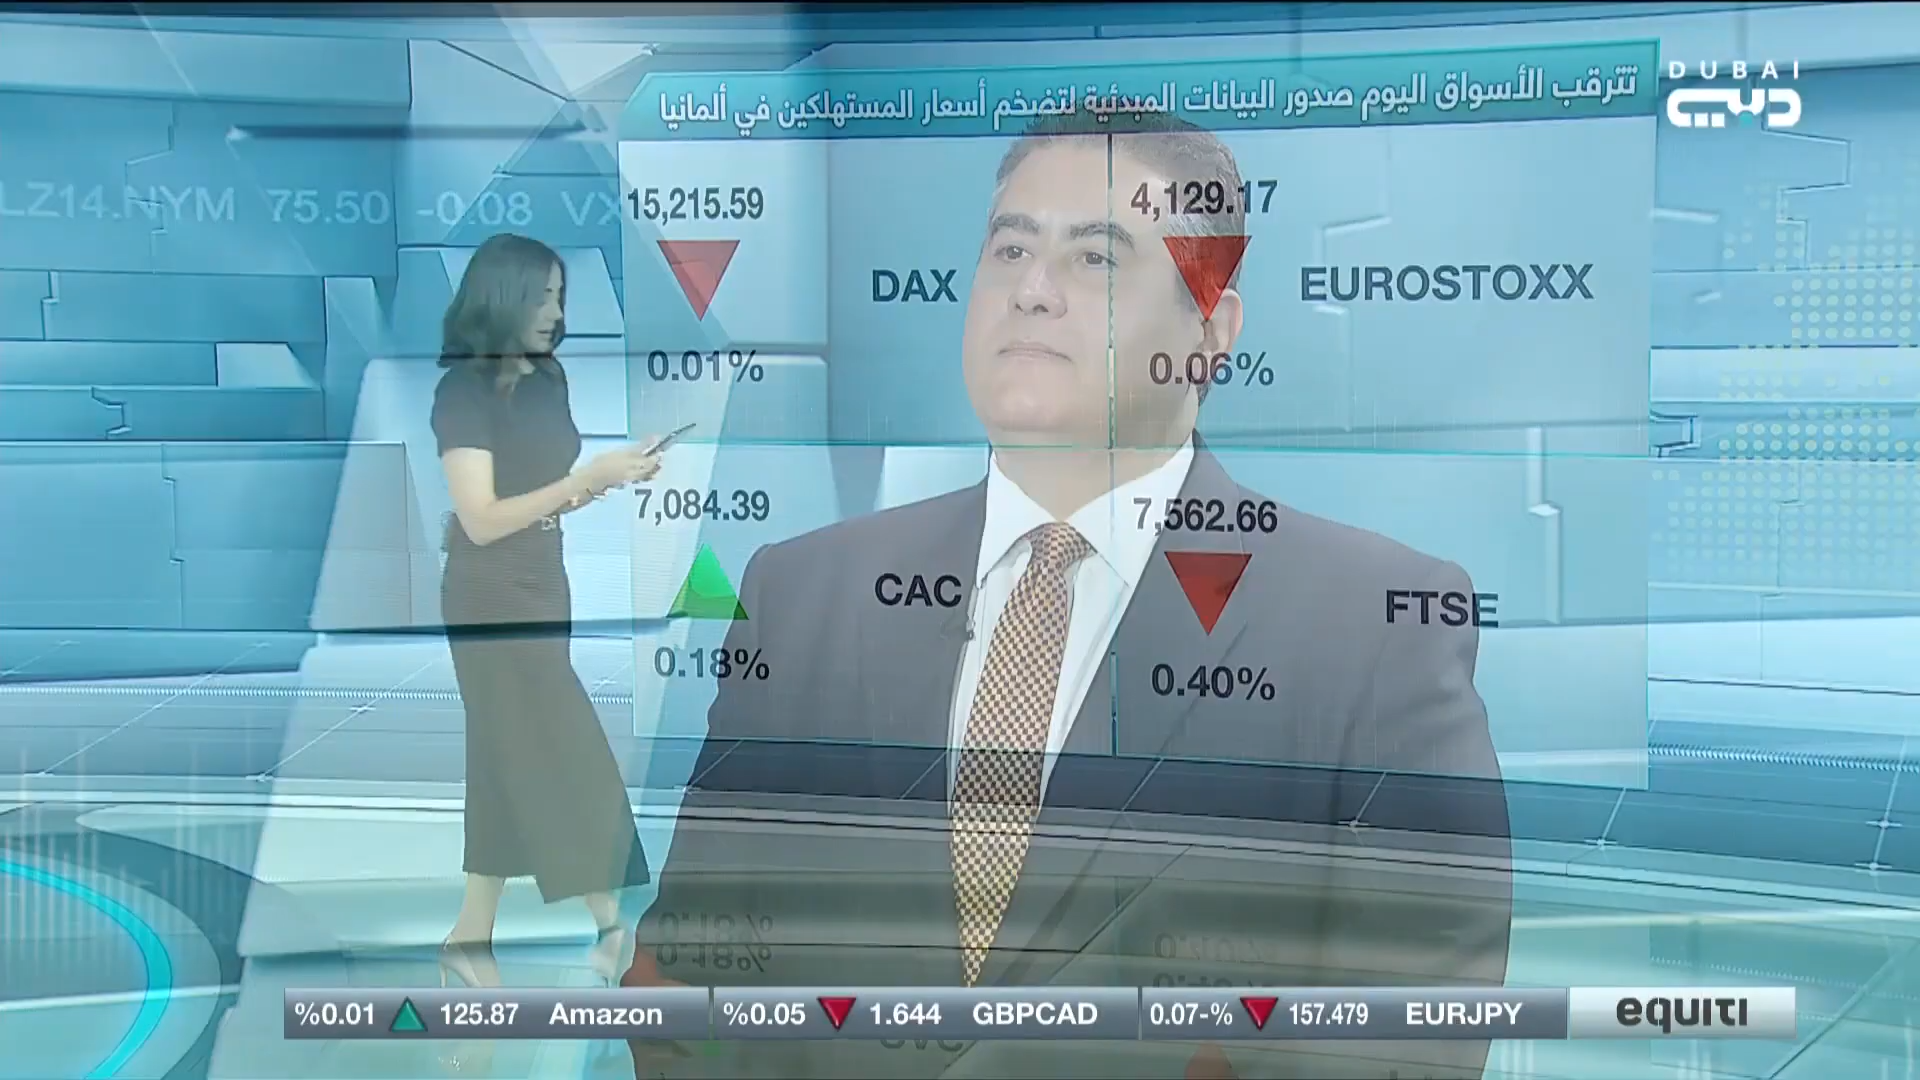 DUBAI
دبي
تترقب الأسواق اليوم صدور البيانات المبدئية لتضخم أسعار المستهلكين في ألمانيا
LZ14.NYM 75.50 -0.08 VX
15,215.59
DAX
0.01%
4,129.17
EUROSTOXX
0.06%
7,084.39
CAC
0.18%
7,562.66
FTSE
0.40%
%0.01 125.87 Amazon
%0.05 1.644 GBPCAD
0.07-% 157.479 EURJPY
equiti